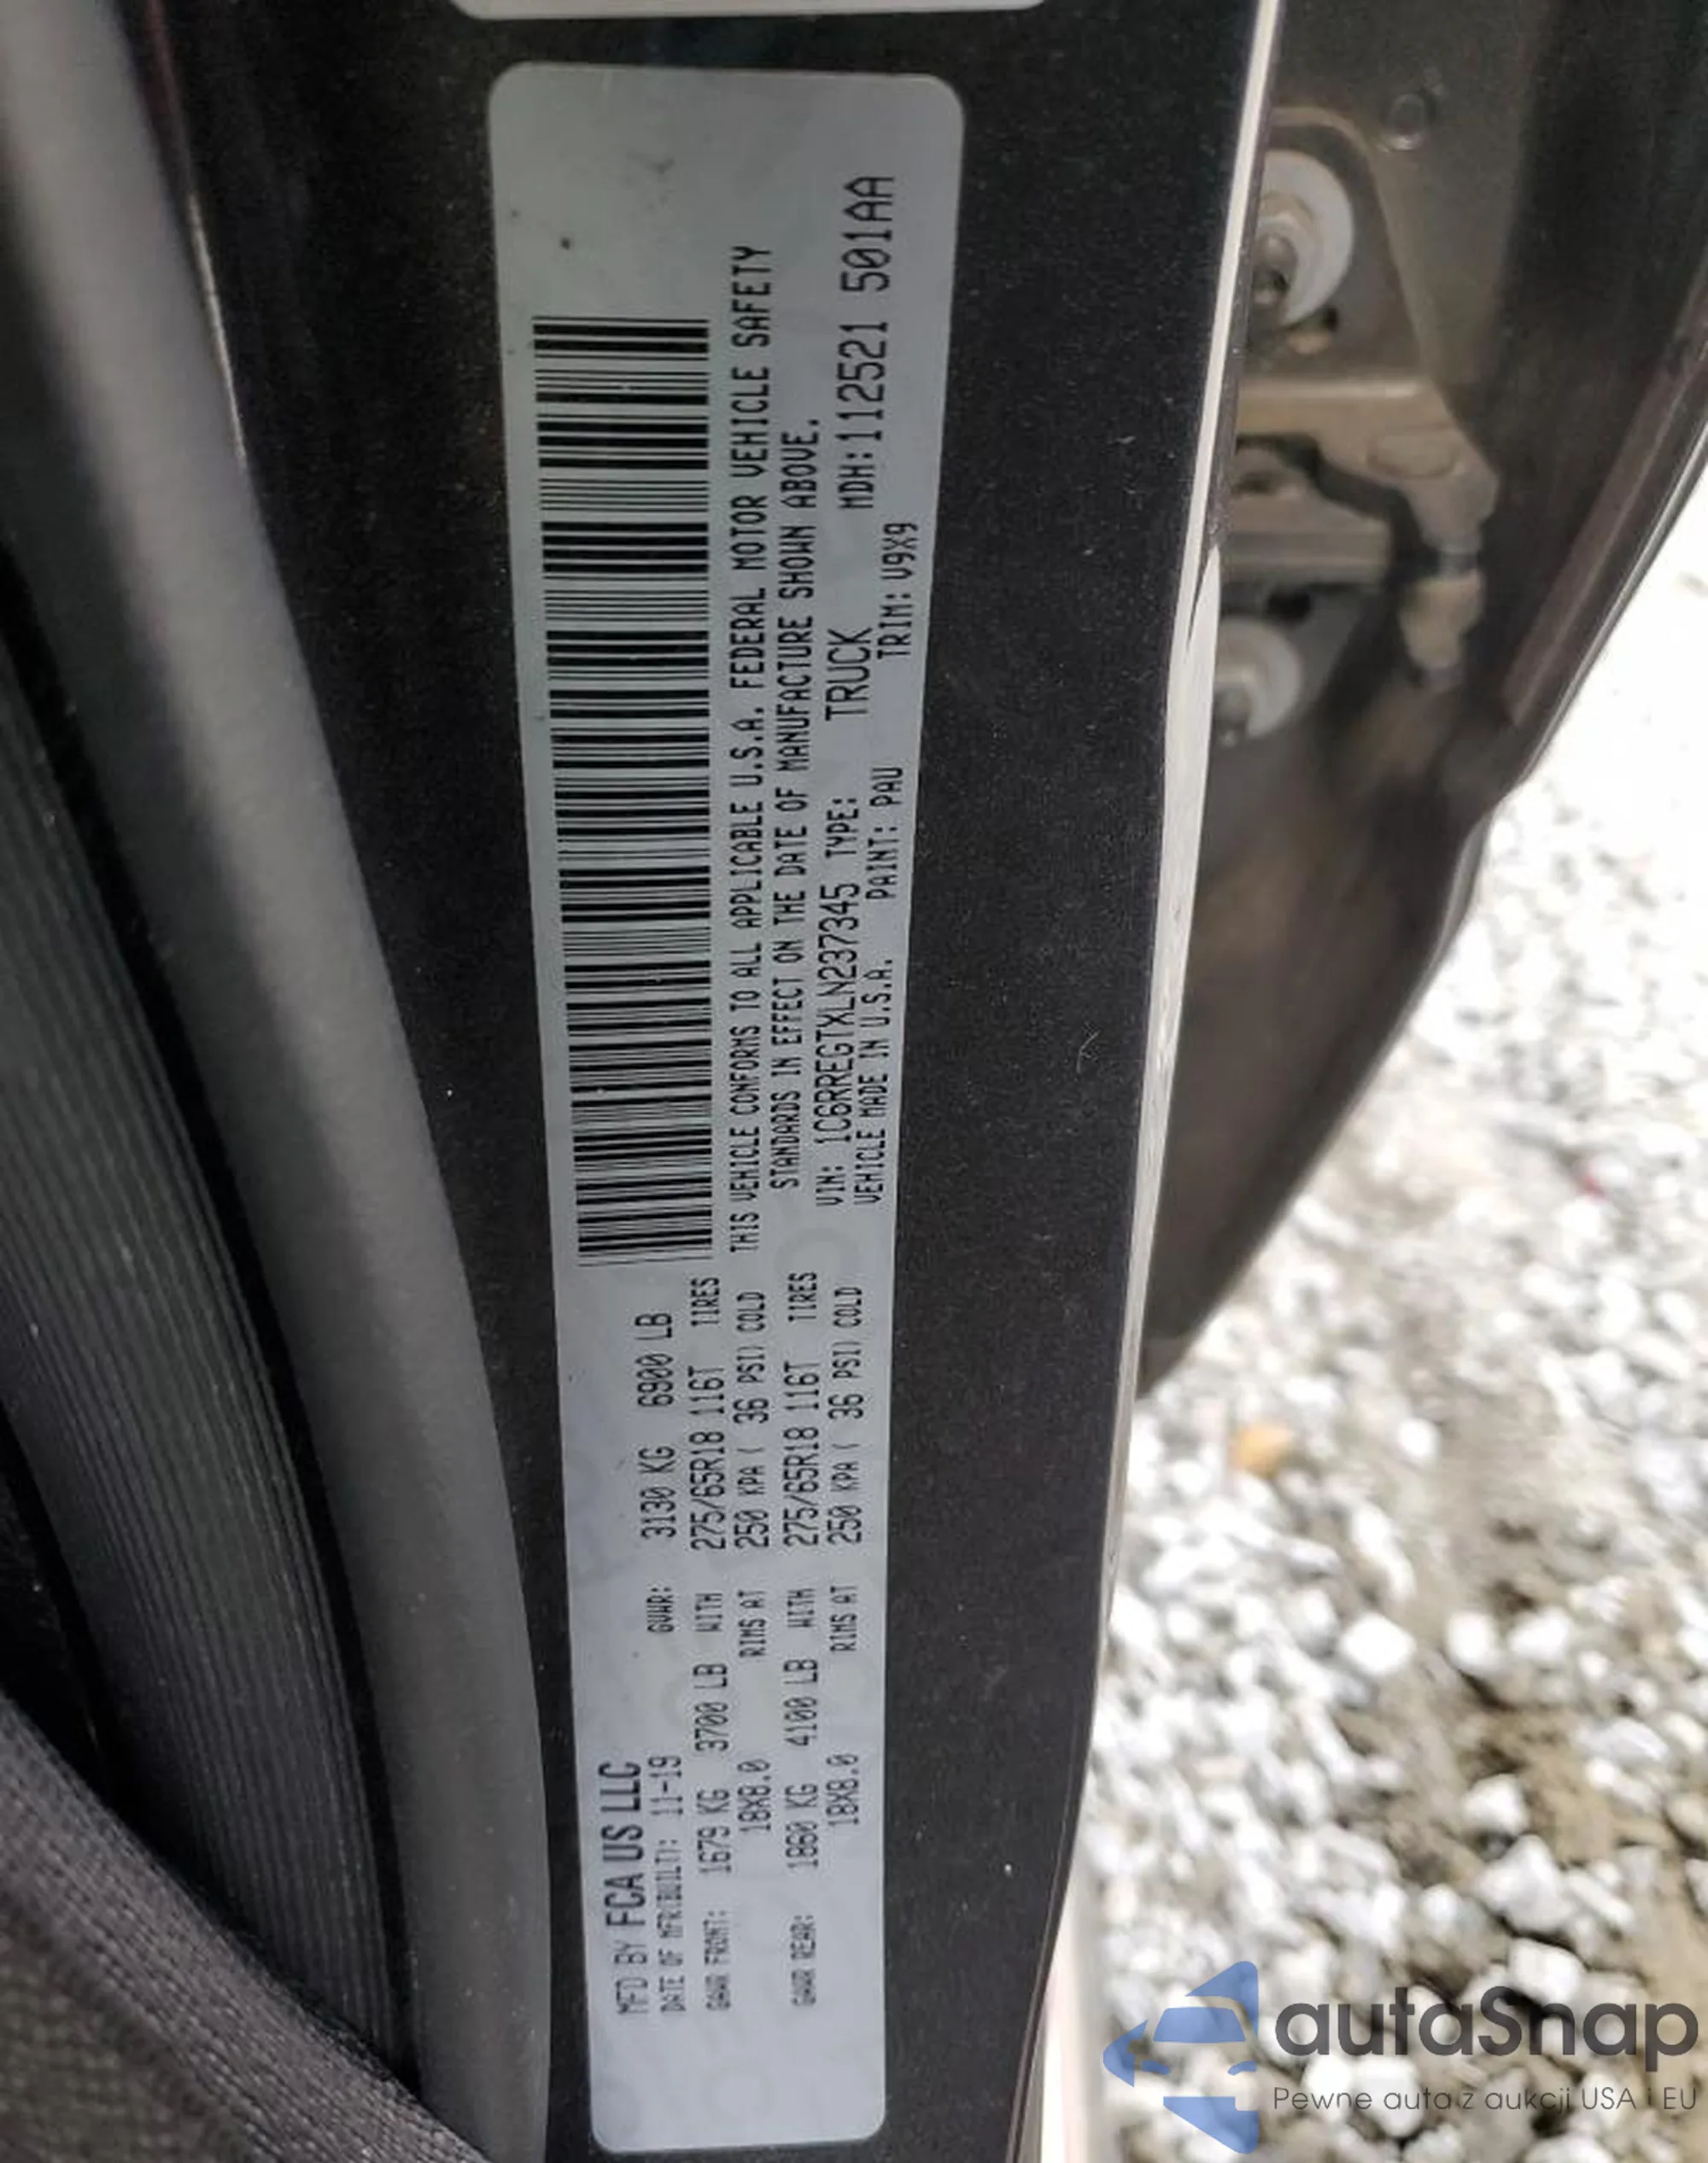 MFD BY FCA US LLC
DATE OF MFR(BUILT): 11-19 GVWR: 3130 KG 6900 LB
GAWR FRONT: 1679 KG 3700 LB WITH 275/65R18 116T TIRES
18X8.0 RIMS AT 250 KPA ( 36 PSI) COLD
GAWR REAR: 1860 KG 4100 LB WITH 275/65R18 116T TIRES
18X8.0 RIMS AT 250 KPA ( 36 PSI) COLD
THIS VEHICLE CONFORMS TO ALL APPLICABLE U.S.A. FEDERAL MOTOR VEHICLE SAFETY
STANDARDS IN EFFECT ON THE DATE OF MANUFACTURE SHOWN ABOVE.
VIN: 1C6RREGTXLN237345 TYPE: TRUCK MDH:112521 501AA
VEHICLE MADE IN U.S.A. PAINT: PAU TRIM: V9X9
autaSnap
Pewne auta z aukcji USA i EU